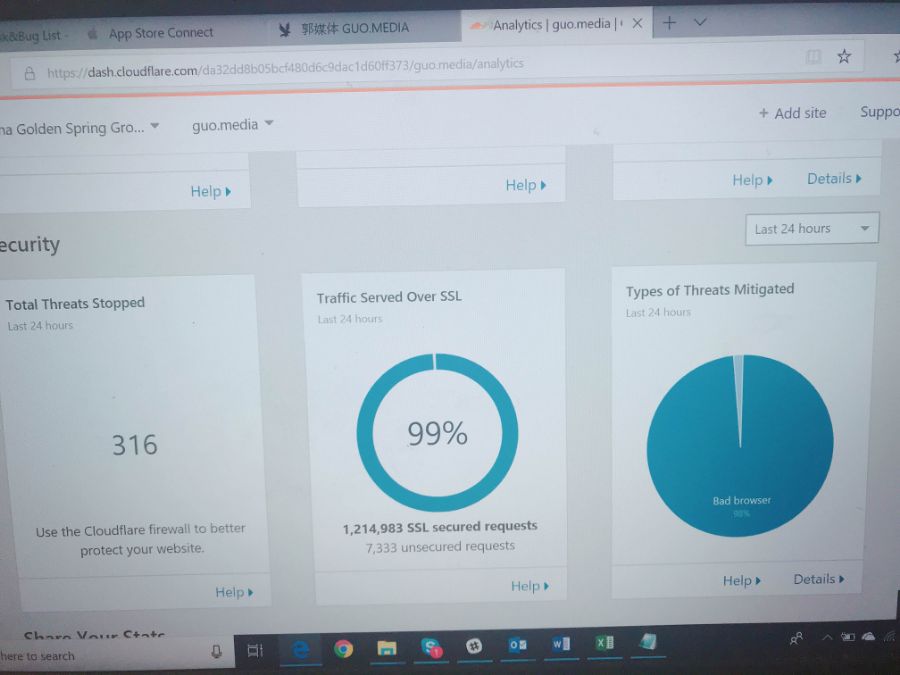 k&Bug List -
App Store Connect
郭媒体 GUO.MEDIA
Analytics | guo.media |
https://dash.cloudflare.com/da32dd8b05bcf480d6c9dac1d60ff373/guo.media/analytics
na Golden Spring Gro...
guo.media
+ Add site
Suppo
Help
Help
Help
Details
ecurity
Last 24 hours
Total Threats Stopped
Last 24 hours
316
Use the Cloudflare firewall to better
protect your website.
Help
Traffic Served Over SSL
Last 24 hours
99%
1,214,983 SSL secured requests
7,333 unsecured requests
Help
Types of Threats Mitigated
Last 24 hours
Bad browser
98%
Help
Details
Share Your Stats
here to search
1